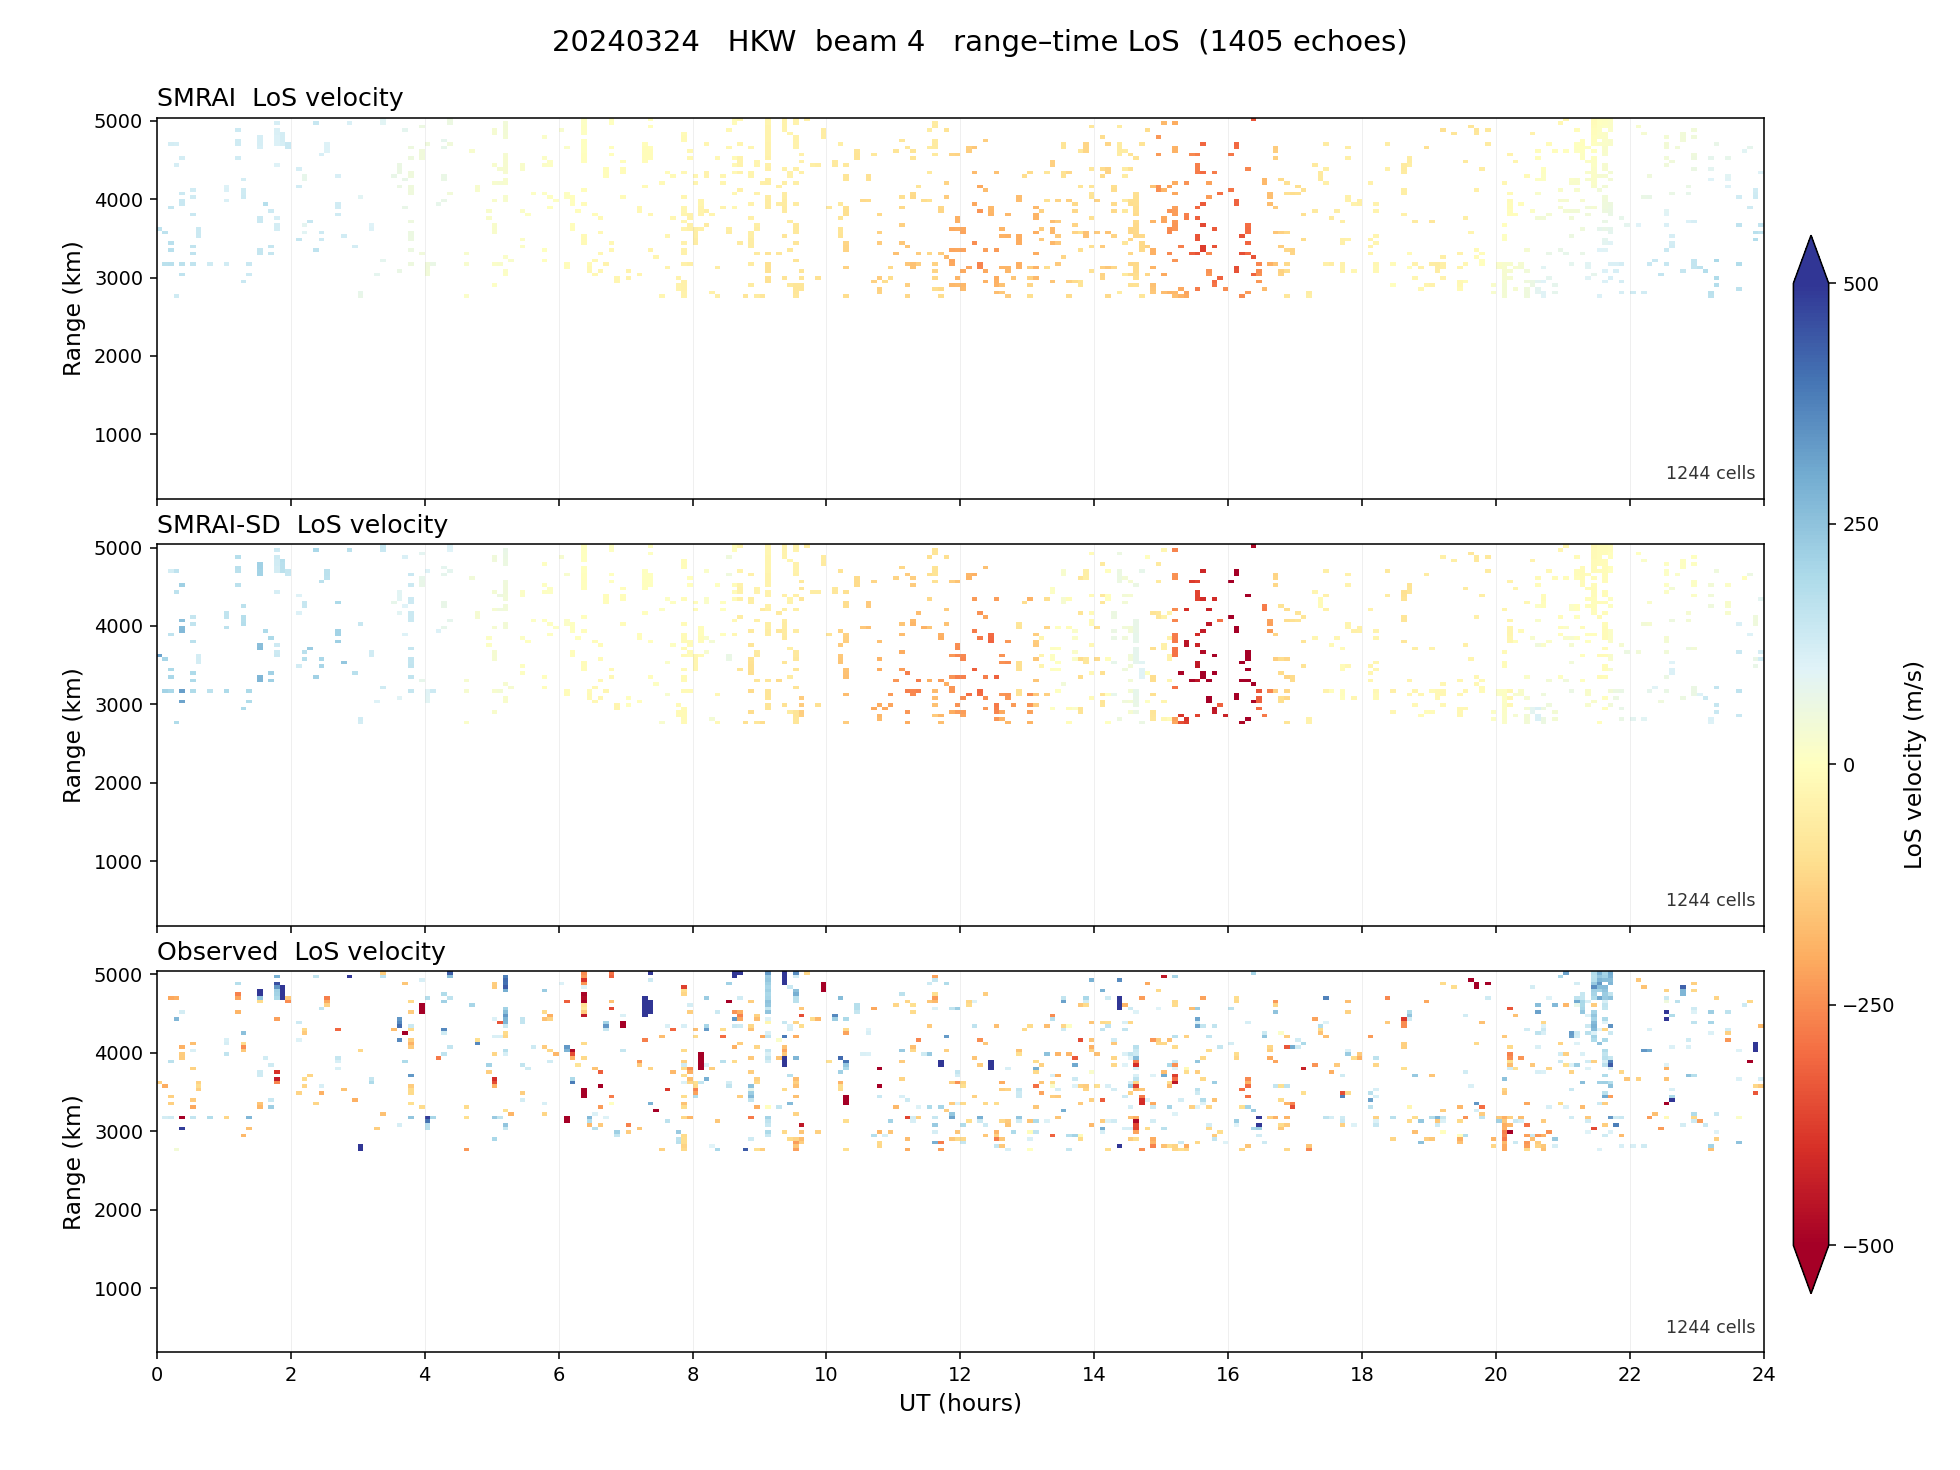 20240324   HKW  beam 4   range–time LoS  (1405 echoes)
SMRAI  LoS velocity
5000
4000
3000
2000
1000
Range (km)
1244 cells
SMRAI-SD  LoS velocity
5000
4000
3000
2000
1000
Range (km)
1244 cells
Observed  LoS velocity
5000
4000
3000
2000
1000
Range (km)
1244 cells
0 2 4 6 8 10 12 14 16 18 20 22 24
UT (hours)
500
250
0
−250
−500
LoS velocity (m/s)